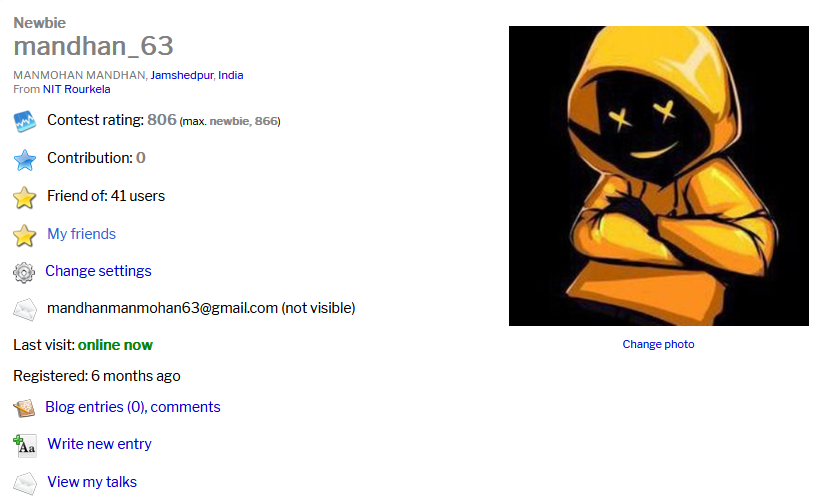 Newbie
mandhan_63
MANMOHAN MANDHAN, Jamshedpur, India
From NIT Rourkela
Contest rating: 806 (max. newbie, 866)
Contribution: 0
Friend of: 41 users
My friends
Change settings
mandhanmanmohan63@gmail.com (not visible)
Last visit: online now
Registered: 6 months ago
Blog entries (0), comments
Aa Write new entry
View my talks
Change photo